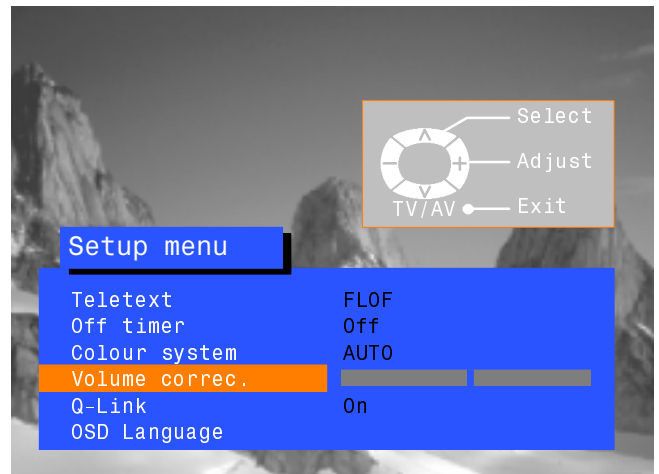 Select
Adjust
TV/AV Exit
Setup menu
Teletext FLOF
Off timer Off
Colour system AUTO
Volume correc.
Q-Link On
OSD Language